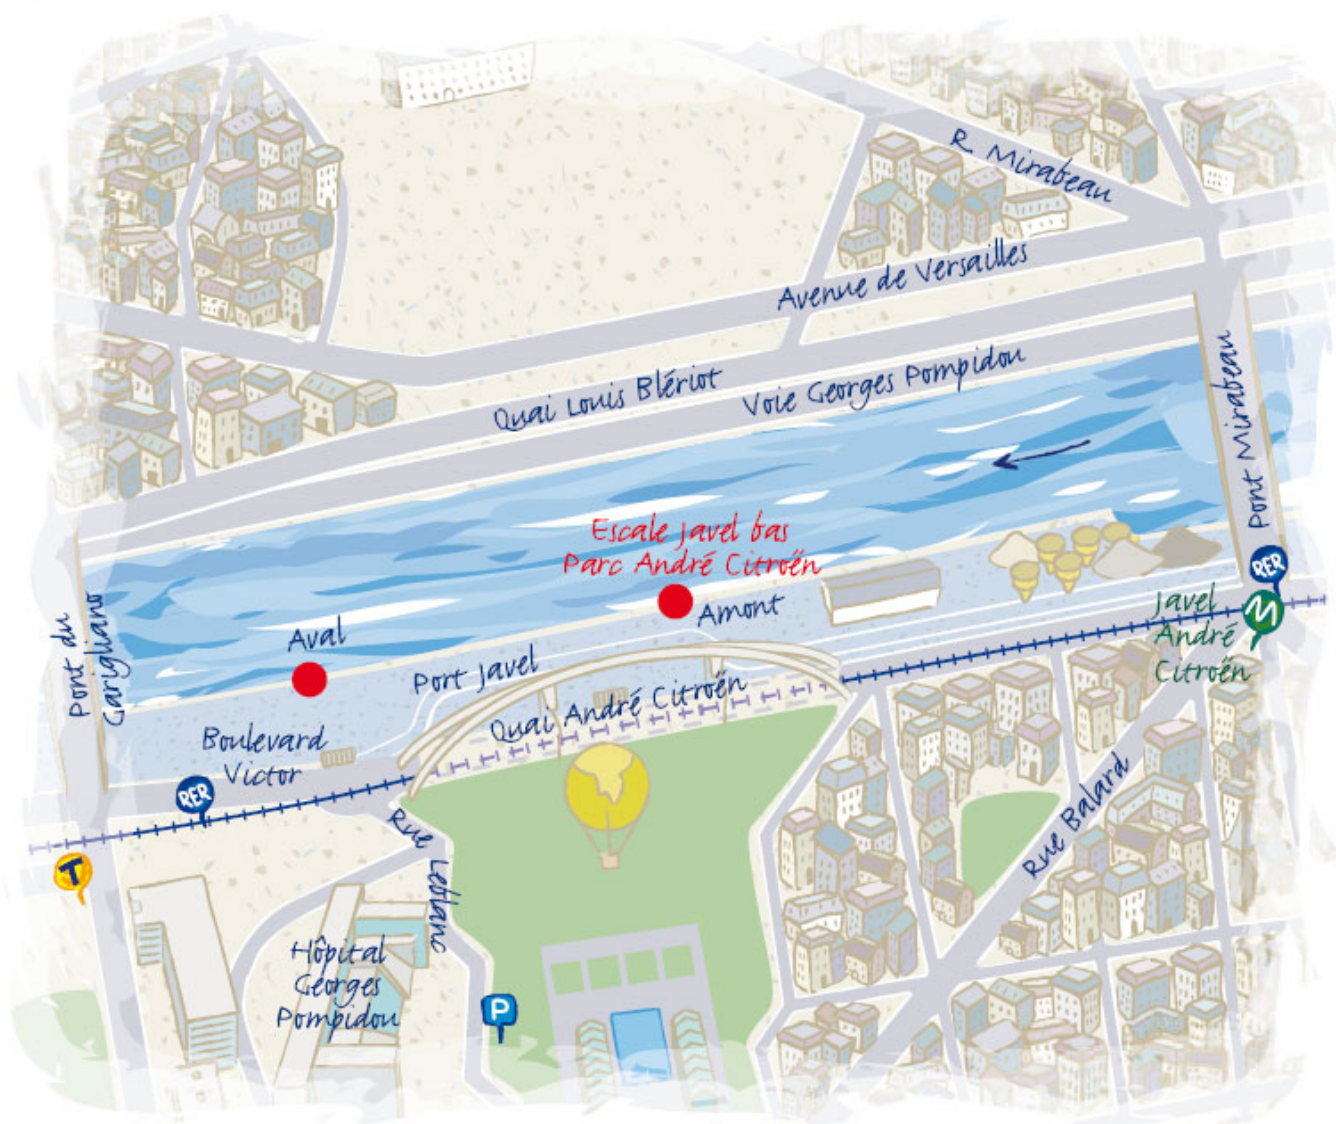 R. Mirabeau
Avenue de Versailles
Quai Louis Blériot
Voie Georges Pompidou
Pont Mirabeau
Escale Javel bas
Parc André Citroën
Amont
Aval
Port Javel
Pont du
Garigliano
Quai André Citroën
Boulevard
Victor
RER
RER
M
Javel
André
Citroën
T
Rue Leblanc
Rue Balard
Hôpital
Georges
Pompidou
P